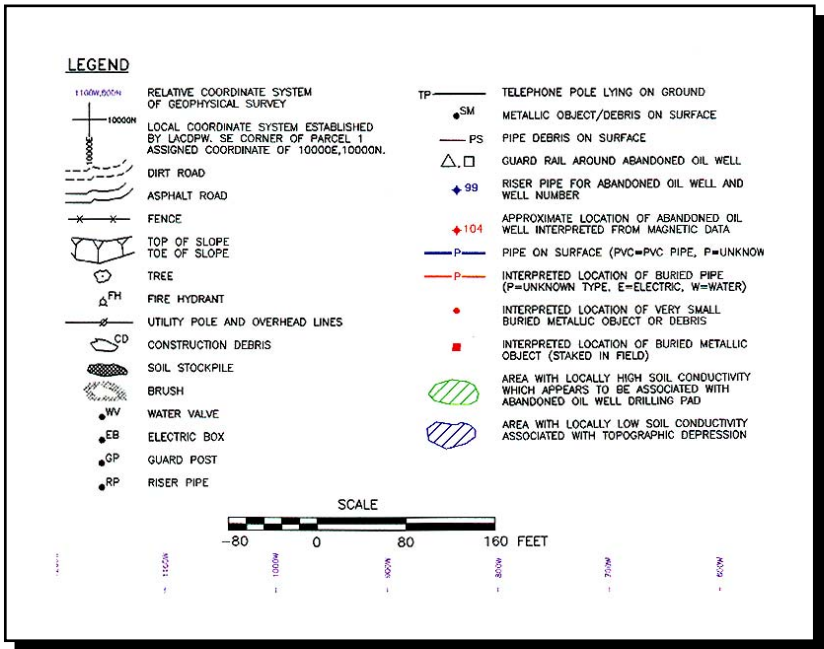 LEGEND
1100W,600N
RELATIVE COORDINATE SYSTEM
OF GEOPHYSICAL SURVEY
10000N
10000E
LOCAL COORDINATE SYSTEM ESTABLISHED
BY LACDPW. SE CORNER OF PARCEL 1
ASSIGNED COORDINATE OF 10000E,10000N.
DIRT ROAD
ASPHALT ROAD
FENCE
TOP OF SLOPE
TOE OF SLOPE
TREE
FH
FIRE HYDRANT
UTILITY POLE AND OVERHEAD LINES
CD
CONSTRUCTION DEBRIS
SOIL STOCKPILE
BRUSH
WV
WATER VALVE
EB
ELECTRIC BOX
GP
GUARD POST
RP
RISER PIPE
TP
TELEPHONE POLE LYING ON GROUND
SM
METALLIC OBJECT/DEBRIS ON SURFACE
PS
PIPE DEBRIS ON SURFACE
GUARD RAIL AROUND ABANDONED OIL WELL
99
RISER PIPE FOR ABANDONED OIL WELL AND
WELL NUMBER
104
APPROXIMATE LOCATION OF ABANDONED OIL
WELL INTERPRETED FROM MAGNETIC DATA
P
PIPE ON SURFACE (PVC=PVC PIPE, P=UNKNOW
P
INTERPRETED LOCATION OF BURIED PIPE
(P=UNKNOWN TYPE, E=ELECTRIC, W=WATER)
INTERPRETED LOCATION OF VERY SMALL
BURIED METALLIC OBJECT OR DEBRIS
INTERPRETED LOCATION OF BURIED METALLIC
OBJECT (STAKED IN FIELD)
AREA WITH LOCALLY HIGH SOIL CONDUCTIVITY
WHICH APPEARS TO BE ASSOCIATED WITH
ABANDONED OIL WELL DRILLING PAD
AREA WITH LOCALLY LOW SOIL CONDUCTIVITY
ASSOCIATED WITH TOPOGRAPHIC DEPRESSION
SCALE
-80 0 80 160 FEET
1100W 1000W 900W 800W 700W 600W